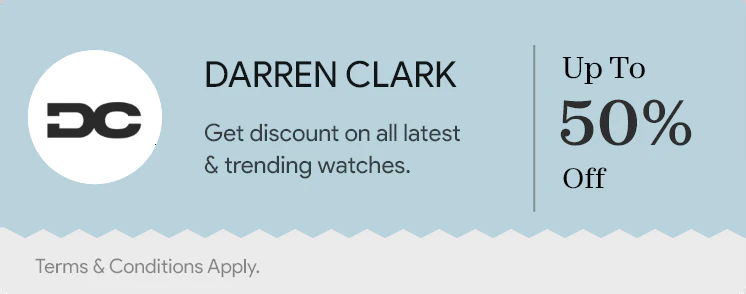 DC
DARREN CLARK
Get discount on all latest
& trending watches.
Up To
50%
Off
Terms & Conditions Apply.